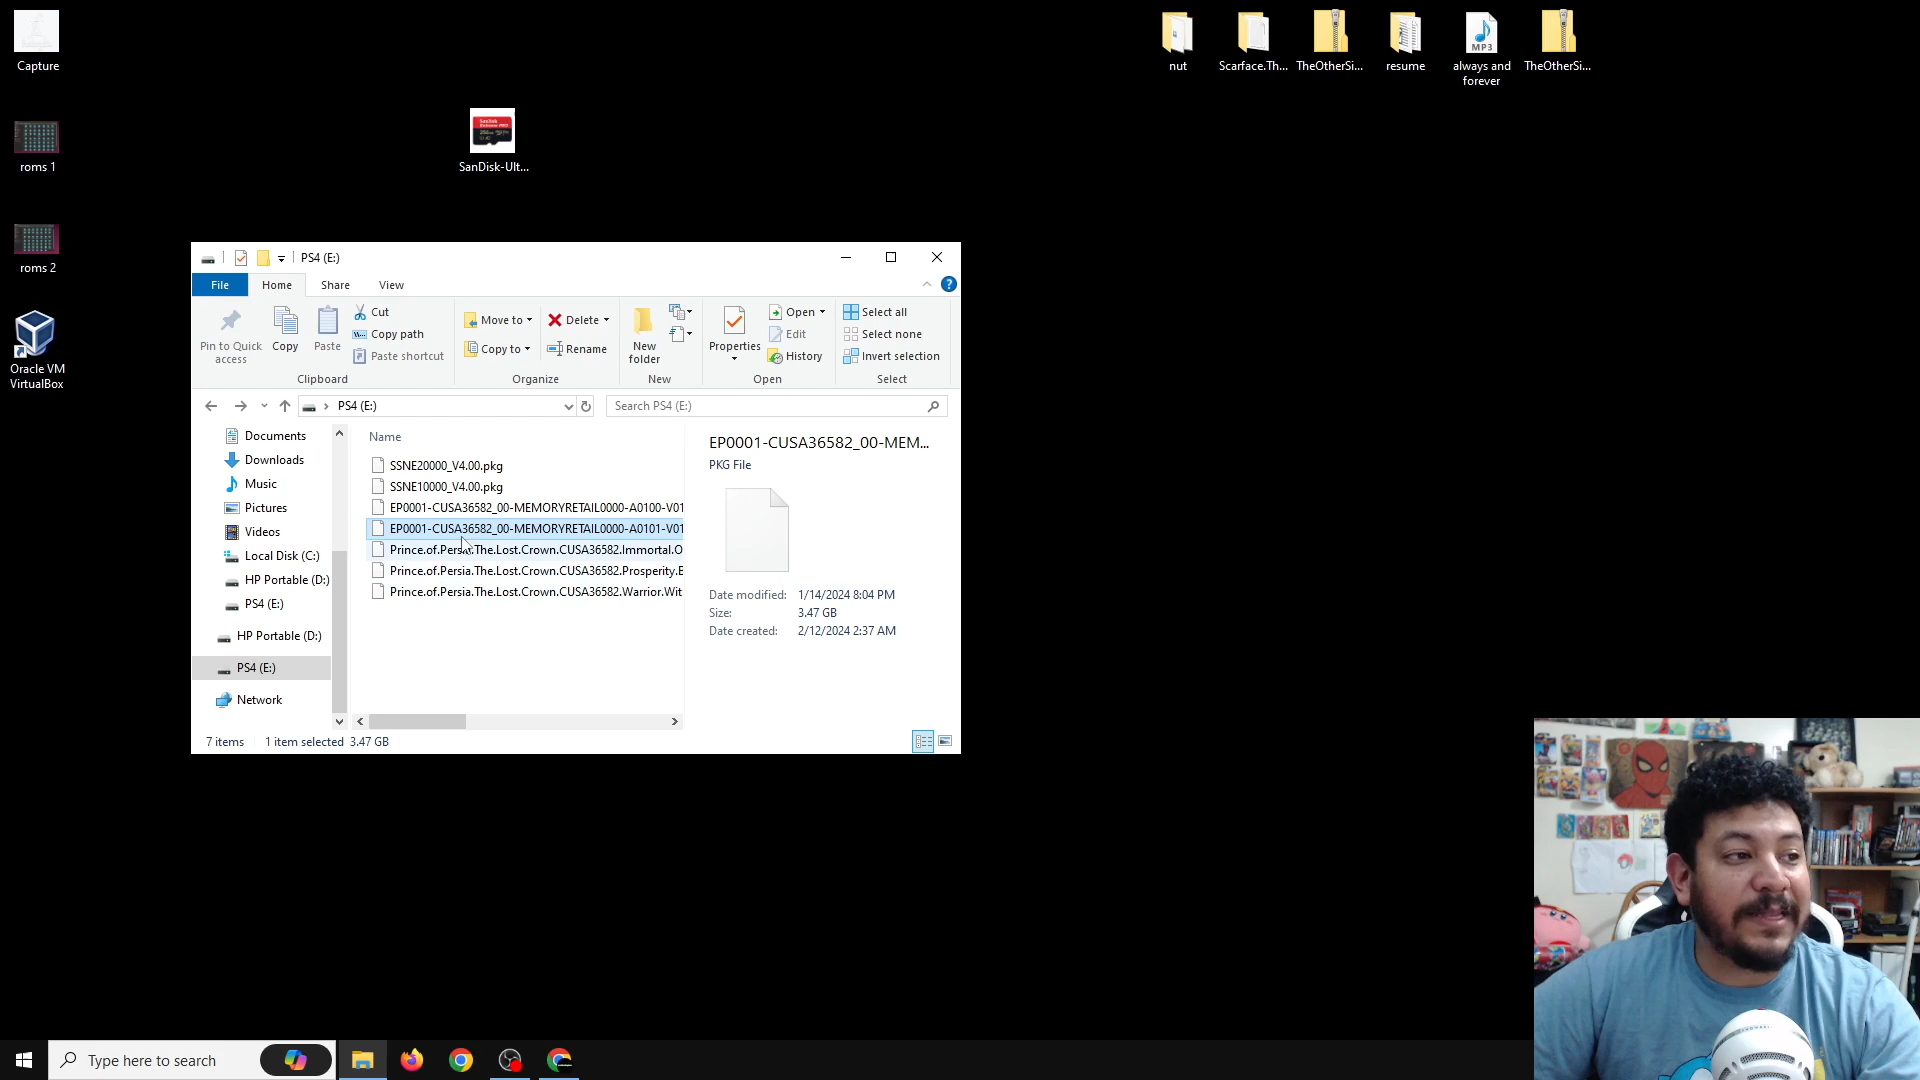 Capture
roms 1
roms 2
Oracle VM
VirtualBox
SanDisk-Ult...
nut
Scarface.Th...
TheOtherSi...
resume
always and
forever
TheOtherSi...
MP3
PS4 (E:)
File
Home
Share
View
Pin to Quick
access
Copy
Paste
Cut
Copy path
Paste shortcut
Clipboard
Move to
Copy to
Delete
Rename
Organize
New
folder
New
Properties
Open
Edit
History
Open
Select all
Select none
Invert selection
Select
PS4 (E:)
Search PS4 (E:)
Documents
Downloads
Music
Pictures
Videos
Local Disk (C:)
HP Portable (D:)
PS4 (E:)
HP Portable (D:)
PS4 (E:)
Network
Name
SSNE20000_V4.00.pkg
SSNE10000_V4.00.pkg
EP0001-CUSA36582_00-MEMORYRETAIL0000-A0100-V01
EP0001-CUSA36582_00-MEMORYRETAIL0000-A0101-V01
Prince.of.Persia.The.Lost.Crown.CUSA36582.Immortal.O
Prince.of.Persia.The.Lost.Crown.CUSA36582.Prosperity.B
Prince.of.Persia.The.Lost.Crown.CUSA36582.Warrior.Wit
EP0001-CUSA36582_00-MEM...
PKG File
Date modified: 1/14/2024 8:04 PM
Size: 3.47 GB
Date created: 2/12/2024 2:37 AM
7 items 1 item selected 3.47 GB
Type here to search